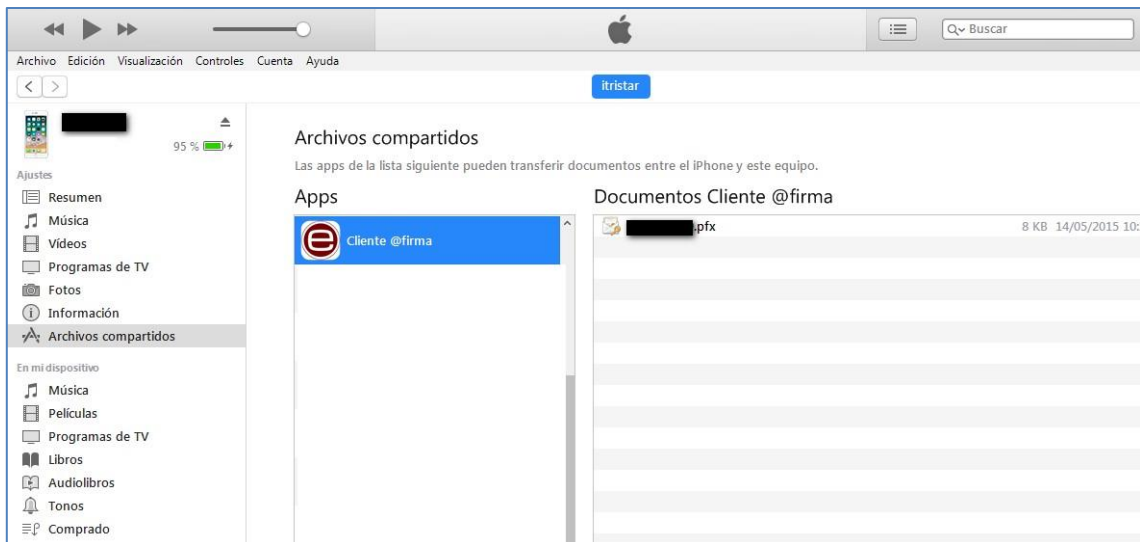 Buscar
Archivo Edición Visualización Controles Cuenta Ayuda
itristar
95 %
Ajustes
Resumen
Música
Vídeos
Programas de TV
Fotos
Información
Archivos compartidos
En mi dispositivo
Música
Películas
Programas de TV
Libros
Audiolibros
Tonos
Comprado
Archivos compartidos
Las apps de la lista siguiente pueden transferir documentos entre el iPhone y este equipo.
Apps
Cliente @firma
Documentos Cliente @firma
.pfx 8 KB 14/05/2015 10: